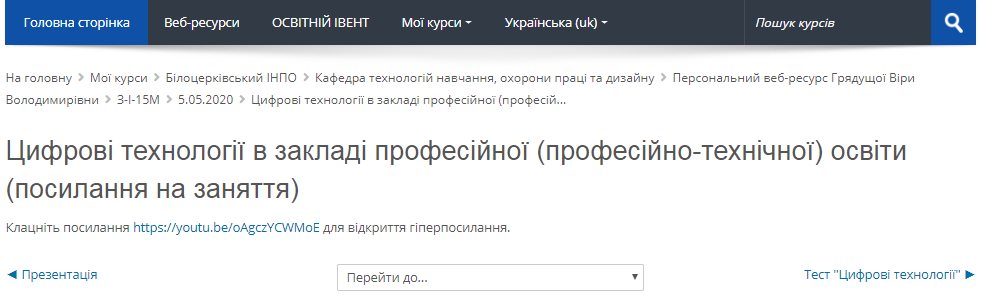 Головна сторінка Веб-ресурси ОСВІТНІЙ ІВЕНТ Мої курси Українська (uk) Пошук курсів
На головну > Мої курси > Білоцерківський ІНПО > Кафедра технологій навчання, охорони праці та дизайну > Персональний веб-ресурс Грядущої Віри
Володимирівни > З-І-15М > 5.05.2020 > Цифрові технології в закладі професійної (професій...
Цифрові технології в закладі професійної (професійно-технічної) освіти
(посилання на заняття)
Клацніть посилання https://youtu.be/oAgczYCWMoE для відкриття гіперпосилання.
◄ Презентація Перейти до... Тест "Цифрові технології" ►